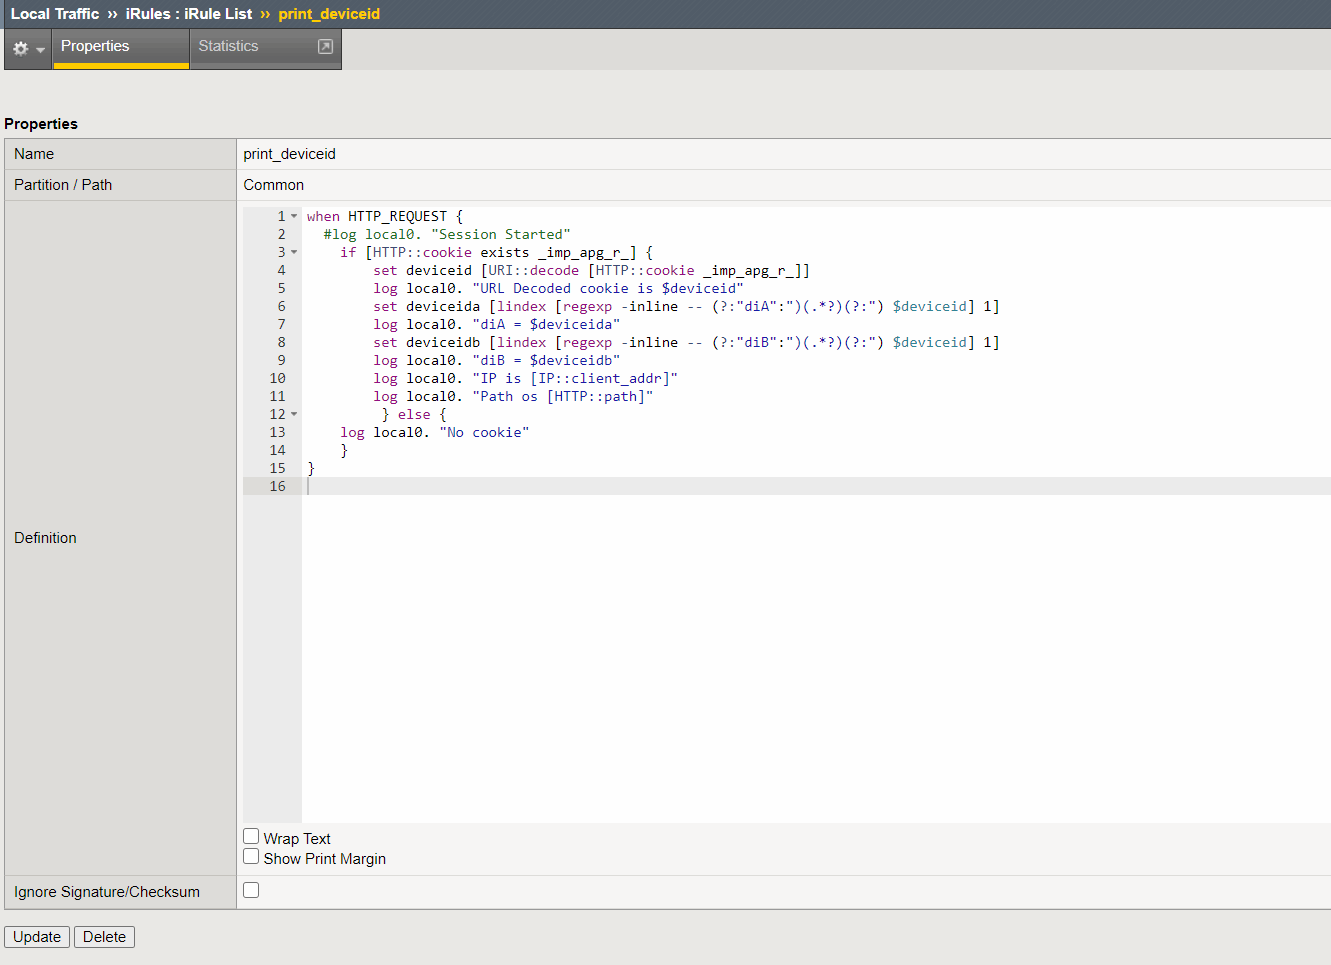 Local Traffic ›› iRules : iRule List ›› print_deviceid
Properties Statistics
Properties
Name print_deviceid
Partition / Path Common
Definition
1 when HTTP_REQUEST {
2 #log local0. "Session Started"
3 if [HTTP::cookie exists _imp_apg_r_] {
4 set deviceid [URI::decode [HTTP::cookie _imp_apg_r_]]
5 log local0. "URL Decoded cookie is $deviceid"
6 set deviceida [lindex [regexp -inline -- (?:"diA":")(.*?)(?:") $deviceid] 1]
7 log local0. "diA = $deviceida"
8 set deviceidb [lindex [regexp -inline -- (?:"diB":")(.*?)(?:") $deviceid] 1]
9 log local0. "diB = $deviceidb"
10 log local0. "IP is [IP::client_addr]"
11 log local0. "Path os [HTTP::path]"
12 } else {
13 log local0. "No cookie"
14 }
15 }
16
Wrap Text
Show Print Margin
Ignore Signature/Checksum
Update Delete